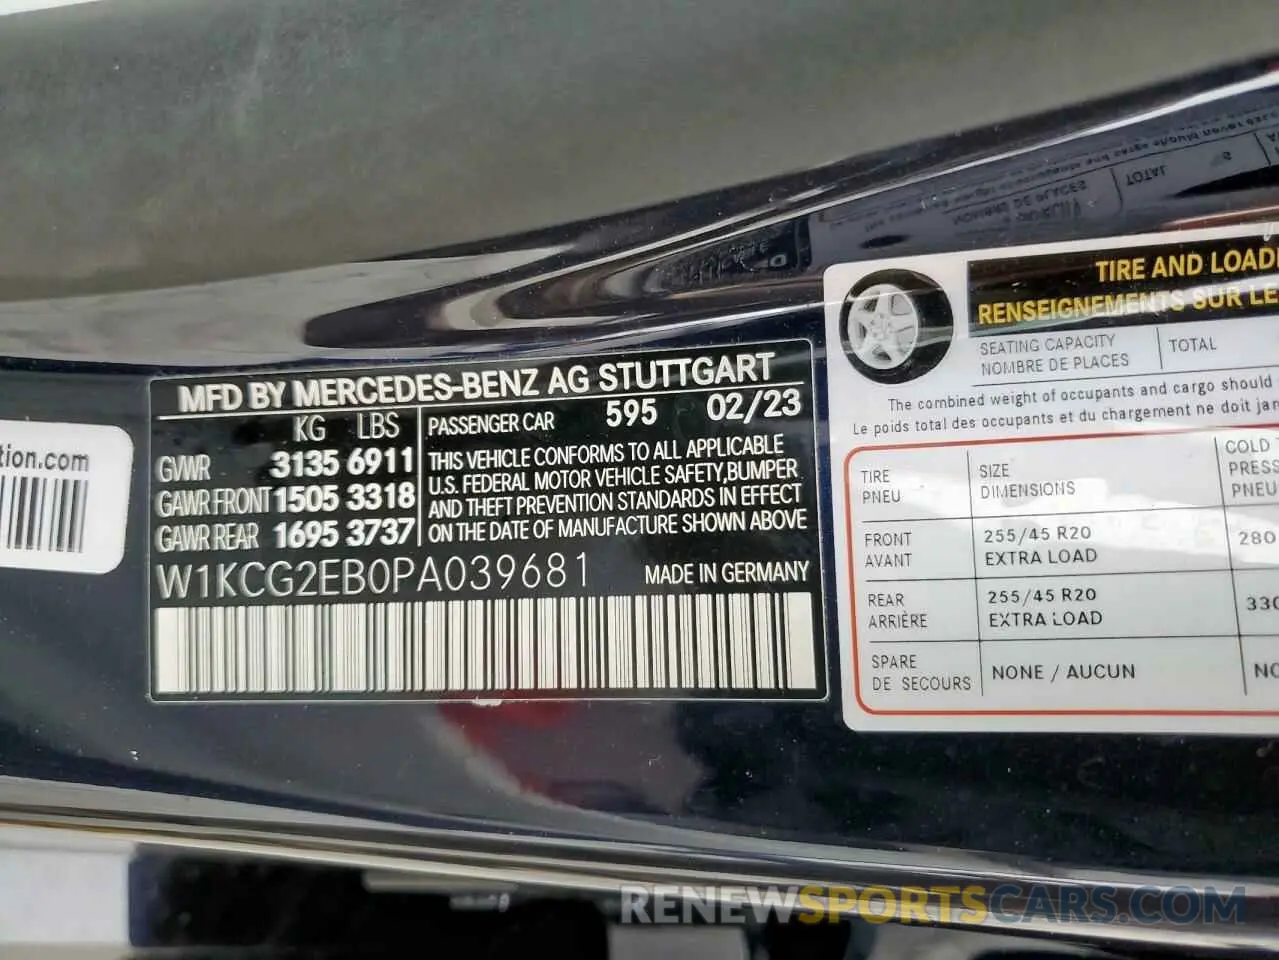 tion.com
MFD BY MERCEDES-BENZ AG STUTTGART
KG LBS
GVWR 3135 6911
GAWR FRONT 1505 3318
GAWR REAR 1695 3737
PASSENGER CAR 595 02/23
THIS VEHICLE CONFORMS TO ALL APPLICABLE
U.S. FEDERAL MOTOR VEHICLE SAFETY,BUMPER
AND THEFT PREVENTION STANDARDS IN EFFECT
ON THE DATE OF MANUFACTURE SHOWN ABOVE
W1KCG2EB0PA039681 MADE IN GERMANY
TIRE AND LOADI
RENSEIGNEMENTS SUR LE
SEATING CAPACITY
NOMBRE DE PLACES
TOTAL
The combined weight of occupants and cargo should
Le poids total des occupants et du chargement ne doit jam
TIRE
PNEU
SIZE
DIMENSIONS
COLD
PRESS
PNEU
FRONT
AVANT
255/45 R20
EXTRA LOAD
280
REAR
ARRIÈRE
255/45 R20
EXTRA LOAD
330
SPARE
DE SECOURS
NONE / AUCUN
NO
RENEWSPORTSCARS.COM